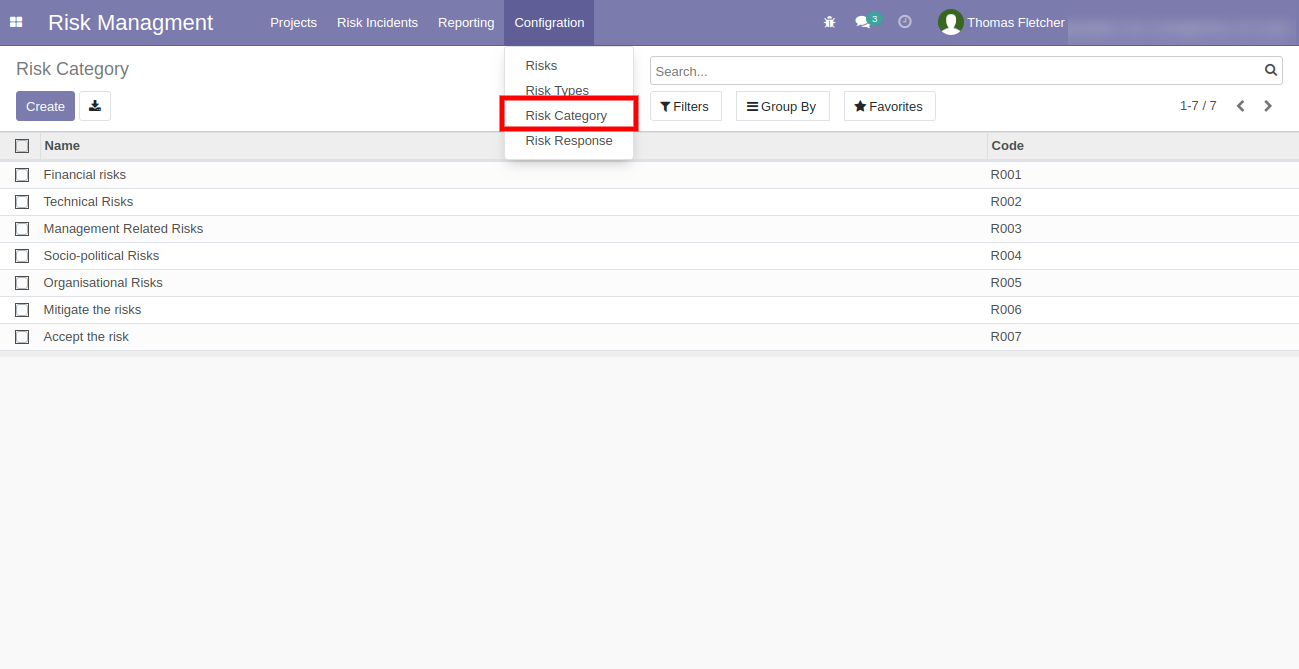 Risk Managment
Projects Risk Incidents Reporting Configration
3
Thomas Fletcher
Risk Category
Create
Risks
Risk Types
Risk Category
Risk Response
Search...
Filters Group By Favorites
1-7 / 7
Name Code
Financial risks R001
Technical Risks R002
Management Related Risks R003
Socio-political Risks R004
Organisational Risks R005
Mitigate the risks R006
Accept the risk R007